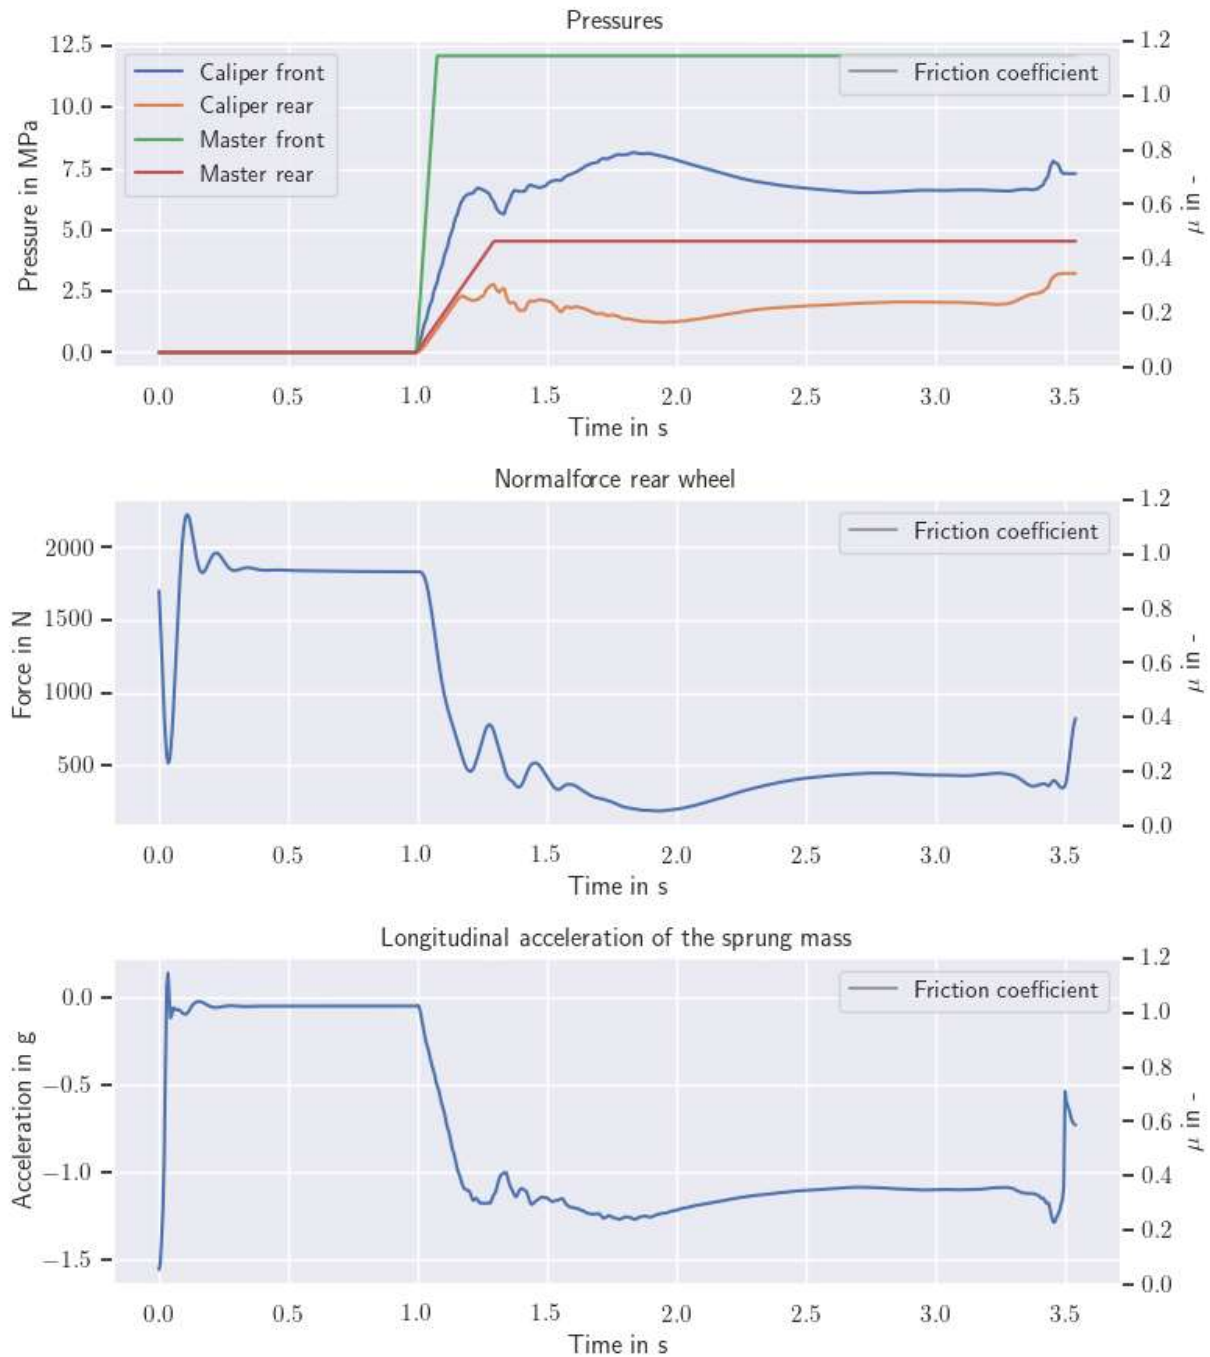 Pressures
12.5
10.0
7.5
5.0
2.5
0.0
Pressure in MPa
Caliper front
Caliper rear
Master front
Master rear
Friction coefficient
1.2
1.0
0.8
0.6
0.4
0.2
0.0
μ in -
0.0 0.5 1.0 1.5 2.0 2.5 3.0 3.5
Time in s
Normalforce rear wheel
2000
1500
1000
500
Force in N
Friction coefficient
1.2
1.0
0.8
0.6
0.4
0.2
0.0
μ in -
0.0 0.5 1.0 1.5 2.0 2.5 3.0 3.5
Time in s
Longitudinal acceleration of the sprung mass
0.0
−0.5
−1.0
−1.5
Acceleration in g
Friction coefficient
1.2
1.0
0.8
0.6
0.4
0.2
0.0
μ in -
0.0 0.5 1.0 1.5 2.0 2.5 3.0 3.5
Time in s